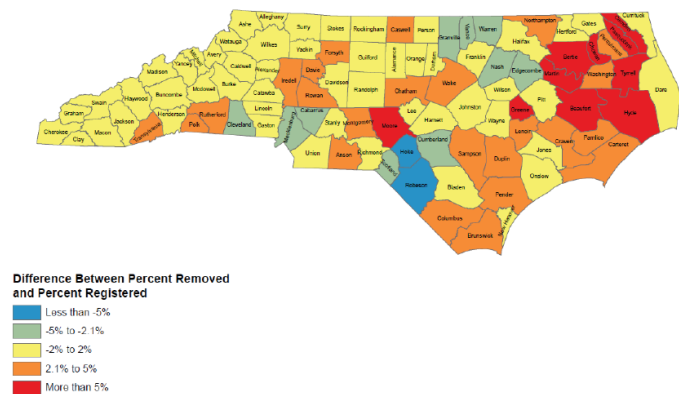 Alleghany
Ashe
Surry
Stokes
Rockingham
Caswell
Person
Granville
Vance
Warren
Northampton
Gates
Currituck
Hertford
Halifax
Watauga
Wilkes
Yadkin
Forsyth
Guilford
Alamance
Orange
Durham
Franklin
Nash
Edgecombe
Bertie
Chowan
Perquimans
Avery
Mitchell
Yancey
Caldwell
Alexander
Iredell
Davie
Davidson
Randolph
Chatham
Wake
Wilson
Martin
Washington
Tyrrell
Dare
Madison
Haywood
Buncombe
McDowell
Burke
Catawba
Rowan
Lee
Johnston
Greene
Pitt
Beaufort
Hyde
Swain
Graham
Jackson
Henderson
Rutherford
Polk
Cleveland
Lincoln
Gaston
Mecklenburg
Cabarrus
Stanly
Montgomery
Moore
Harnett
Wayne
Lenoir
Craven
Pamlico
Cherokee
Clay
Macon
Transylvania
Union
Anson
Richmond
Scotland
Hoke
Cumberland
Sampson
Duplin
Jones
Carteret
Onslow
Robeson
Bladen
Pender
Columbus
Brunswick
New Hanover
Difference Between Percent Removed
and Percent Registered
Less than -5%
-5% to -2.1%
-2% to 2%
2.1% to 5%
More than 5%